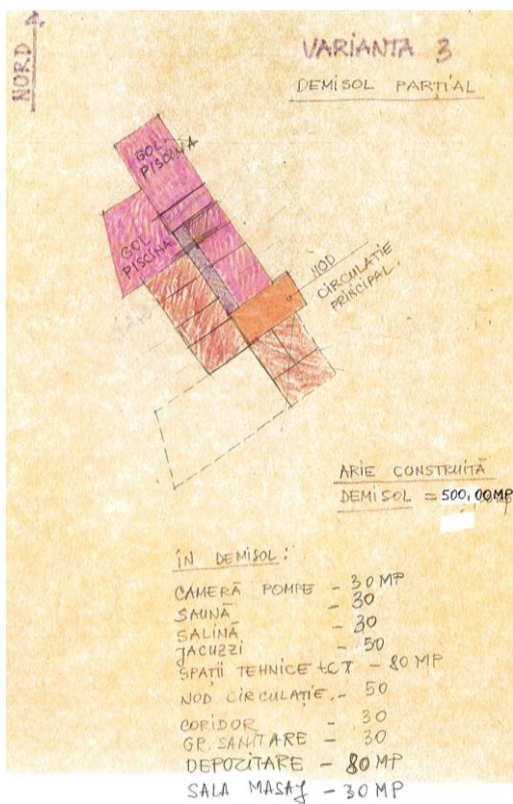 NORD
VARIANTA 3
DEMISOL PARȚIAL
GOL
PISCINA
GOL
PISCINA
NOD
CIRCULAȚIE
PRINCIPAL.
ARIE CONSTRUITĂ
DEMISOL = 500,00MP
ÎN DEMISOL:
CAMERĂ POMPE - 30 MP
SAUNĂ - 30
SALINĂ - 30
JACUZZI - 50
SPAȚII TEHNICE + CT - 80 MP
NOD CIRCULAȚIE. - 50
CORIDOR - 30
GR. SANITARE - 30
DEPOZITARE - 80 MP
SALA MASAJ - 30 MP